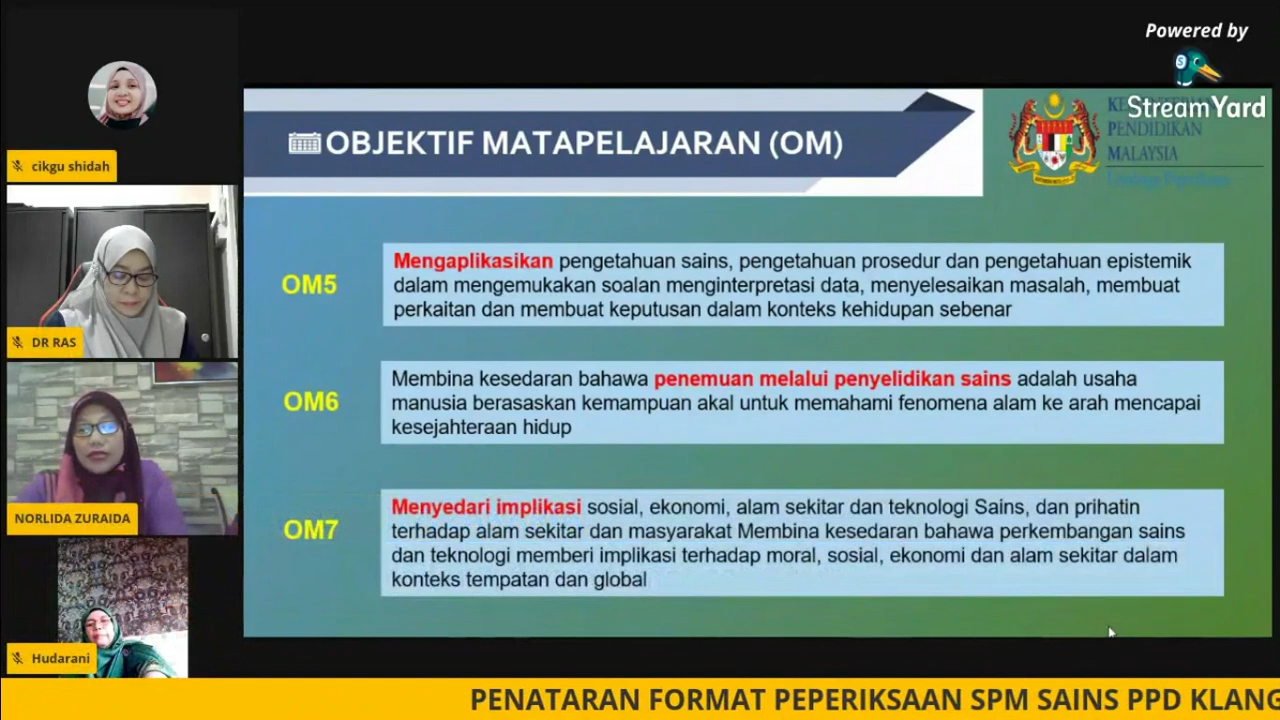 Powered by
StreamYard
OBJEKTIF MATAPELAJARAN (OM)
PENDIDIKAN
MALAYSIA
cikgu shidah
DR RAS
NORLIDA ZURAIDA
Hudarani
OM5
Mengaplikasikan pengetahuan sains, pengetahuan prosedur dan pengetahuan epistemik
dalam mengemukakan soalan menginterpretasi data, menyelesaikan masalah, membuat
perkaitan dan membuat keputusan dalam konteks kehidupan sebenar
OM6
Membina kesedaran bahawa penemuan melalui penyelidikan sains adalah usaha
manusia berasaskan kemampuan akal untuk memahami fenomena alam ke arah mencapai
kesejahteraan hidup
OM7
Menyedari implikasi sosial, ekonomi, alam sekitar dan teknologi Sains, dan prihatin
terhadap alam sekitar dan masyarakat Membina kesedaran bahawa perkembangan sains
dan teknologi memberi implikasi terhadap moral, sosial, ekonomi dan alam sekitar dalam
konteks tempatan dan global
PENATARAN FORMAT PEPERIKSAAN SPM SAINS PPD KLANG